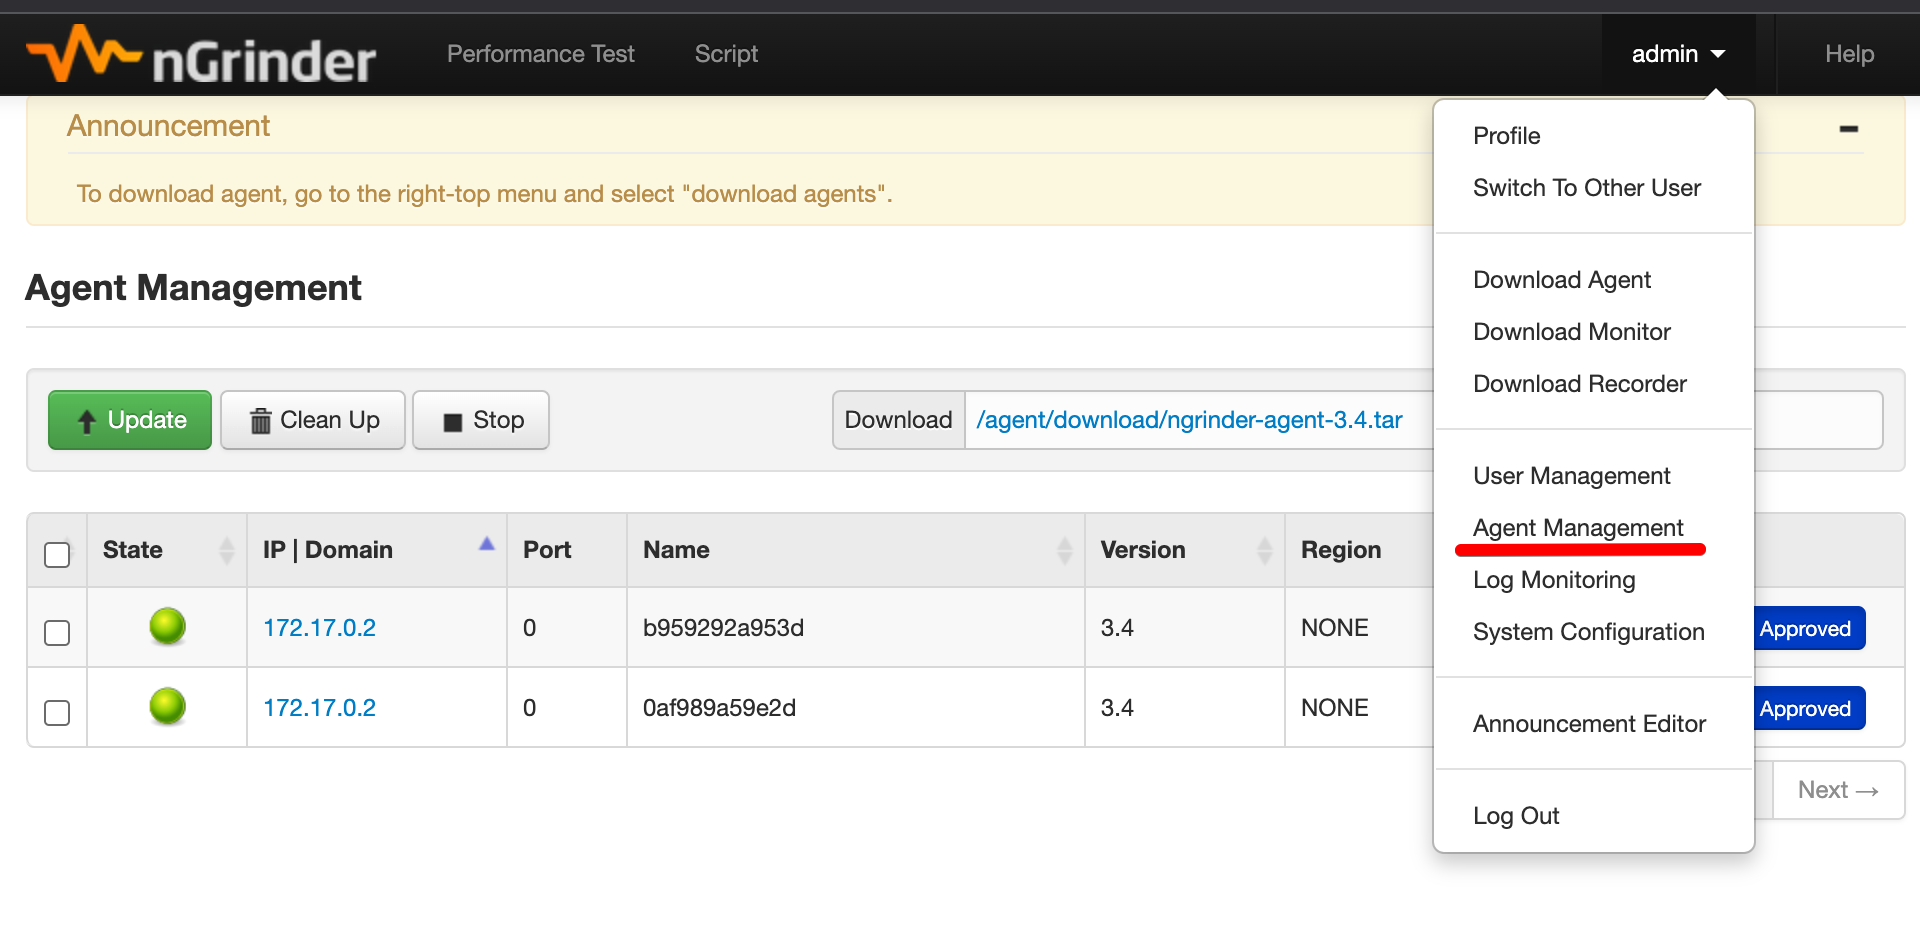 nGrinder Performance Test Script admin Help
Announcement
To download agent, go to the right-top menu and select "download agents".
Profile
Switch To Other User
Download Agent
Download Monitor
Download Recorder
User Management
Agent Management
Log Monitoring
System Configuration
Announcement Editor
Log Out
Agent Management
Update Clean Up Stop Download /agent/download/ngrinder-agent-3.4.tar
State IP | Domain Port Name Version Region
172.17.0.2 0 b959292a953d 3.4 NONE Approved
172.17.0.2 0 0af989a59e2d 3.4 NONE Approved
Next →